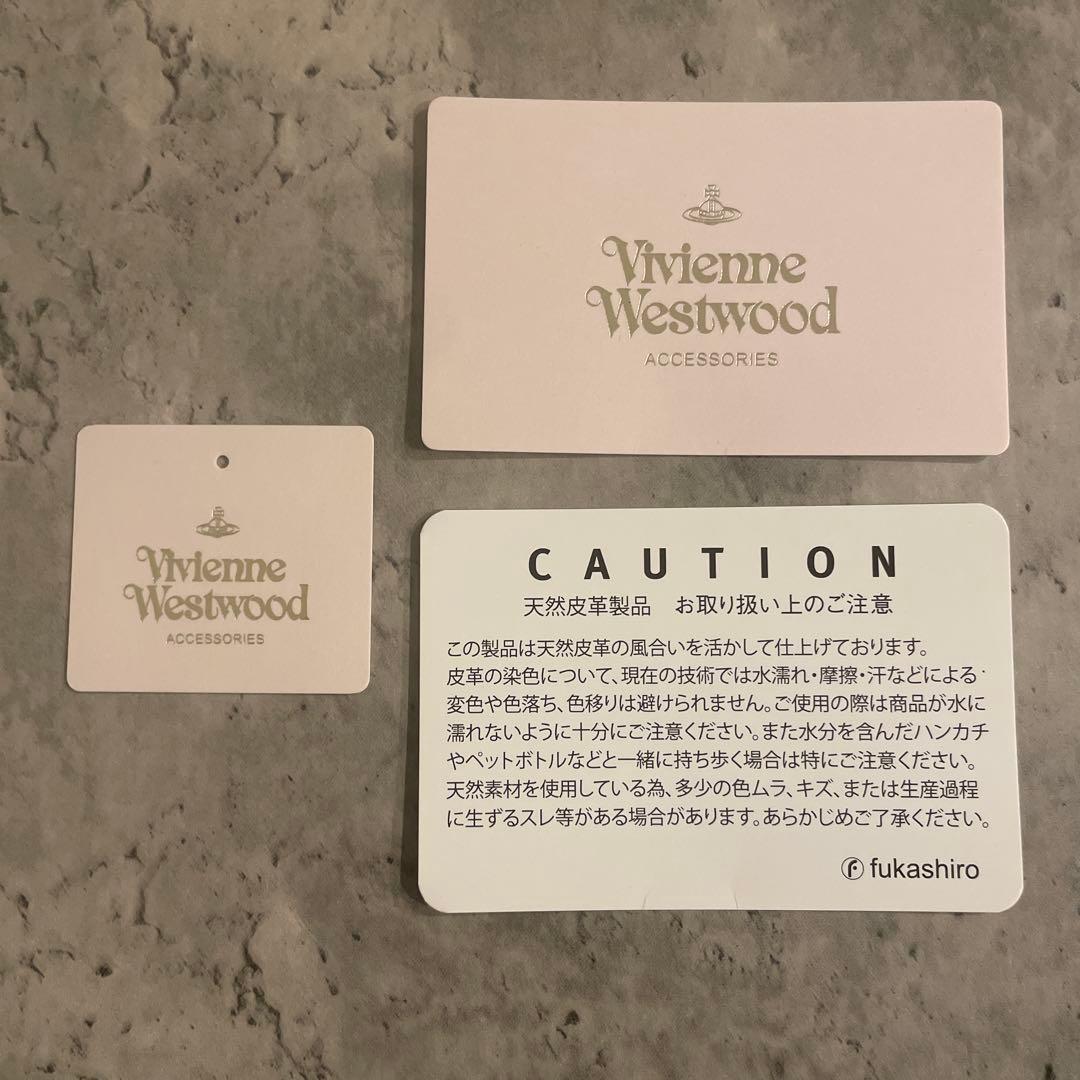 Vivienne
Westwood
ACCESSORIES
Vivienne
Westwood
ACCESSORIES
CAUTION
天然皮革製品　お取り扱い上のご注意
この製品は天然皮革の風合いを活かして仕上げております。
皮革の染色について、現在の技術では水濡れ・摩擦・汗などによる
変色や色落ち、色移りは避けられません。ご使用の際は商品が水に
濡れないように十分にご注意ください。また水分を含んだハンカチ
やペットボトルなどと一緒に持ち歩く場合は特にご注意ください。
天然素材を使用している為、多少の色ムラ、キズ、または生産過程
に生ずるスレ等がある場合があります。あらかじめご了承ください。
fukashiro